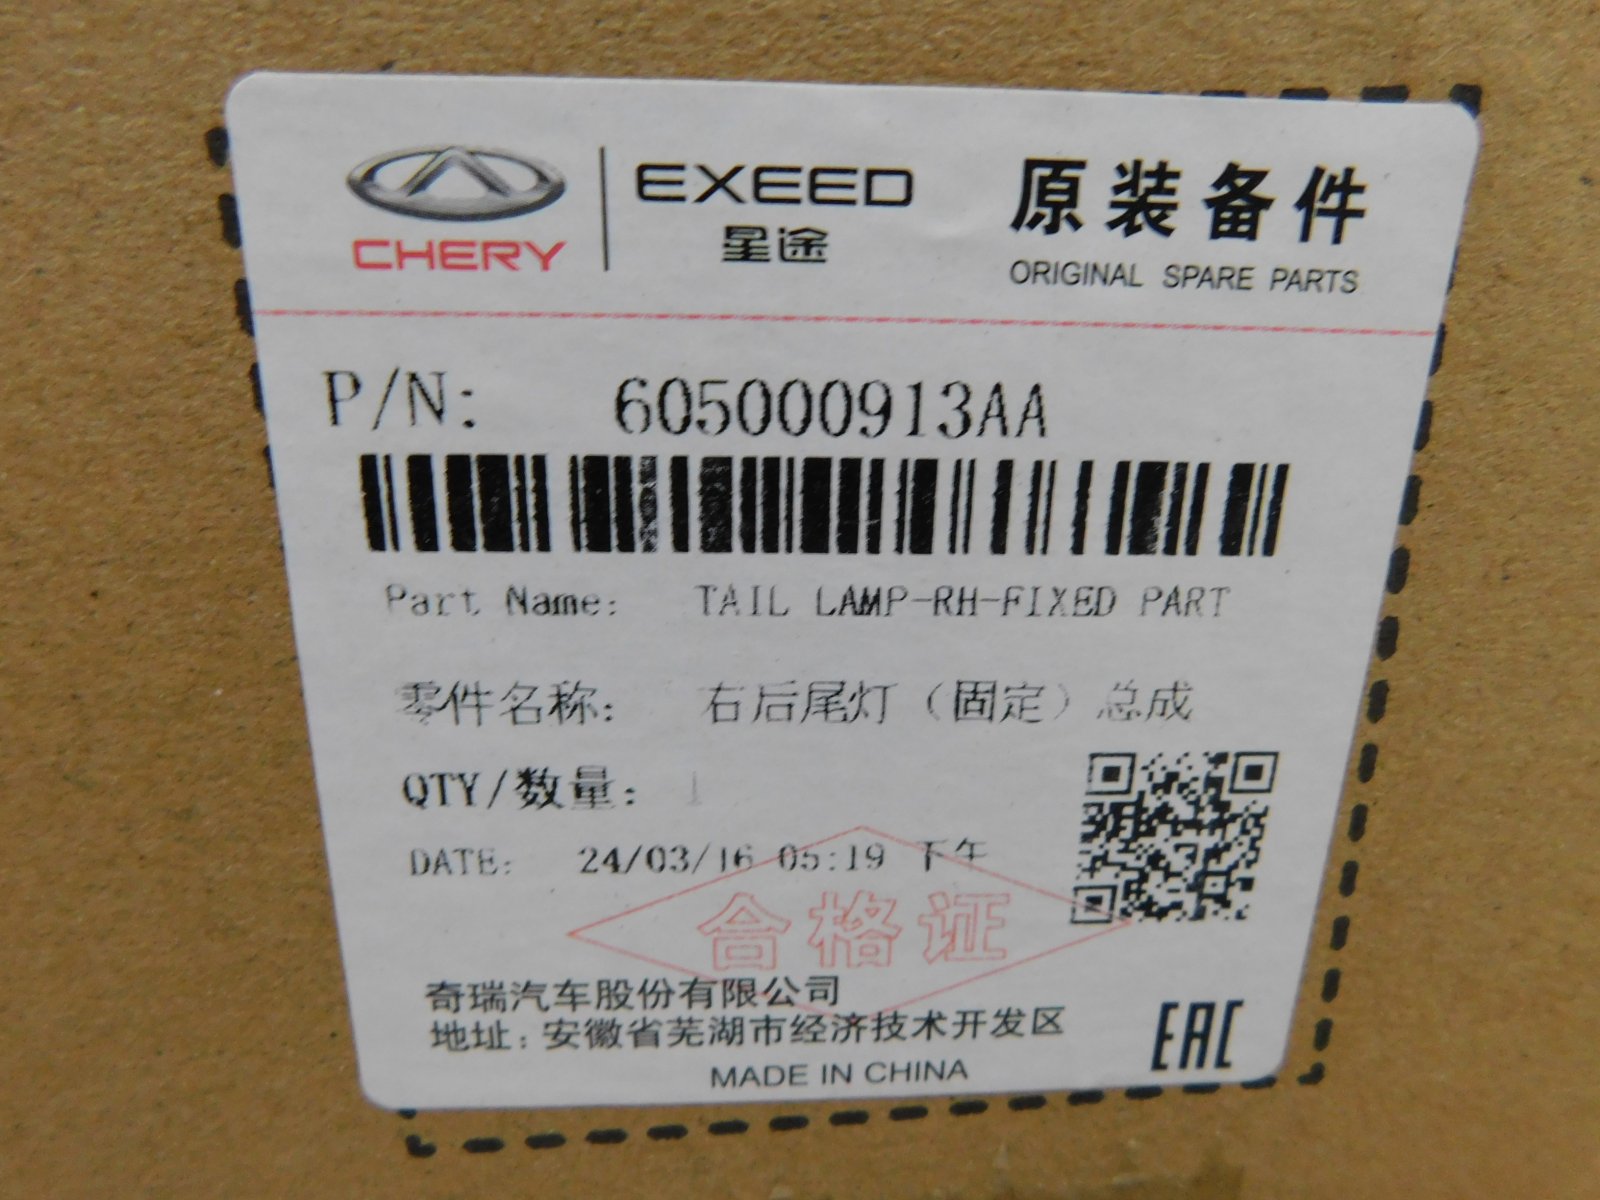 CHERY
EXEED
星途
原装备件
ORIGINAL SPARE PARTS
P/N: 605000913AA
Part Name: TAIL LAMP-RH-FIXED PART
零件名称: 右后尾灯（固定）总成
QTY/数量: 1
DATE: 24/03/16 05:19 下午
合格证
奇瑞汽车股份有限公司
地址: 安徽省芜湖市经济技术开发区
MADE IN CHINA
EAC